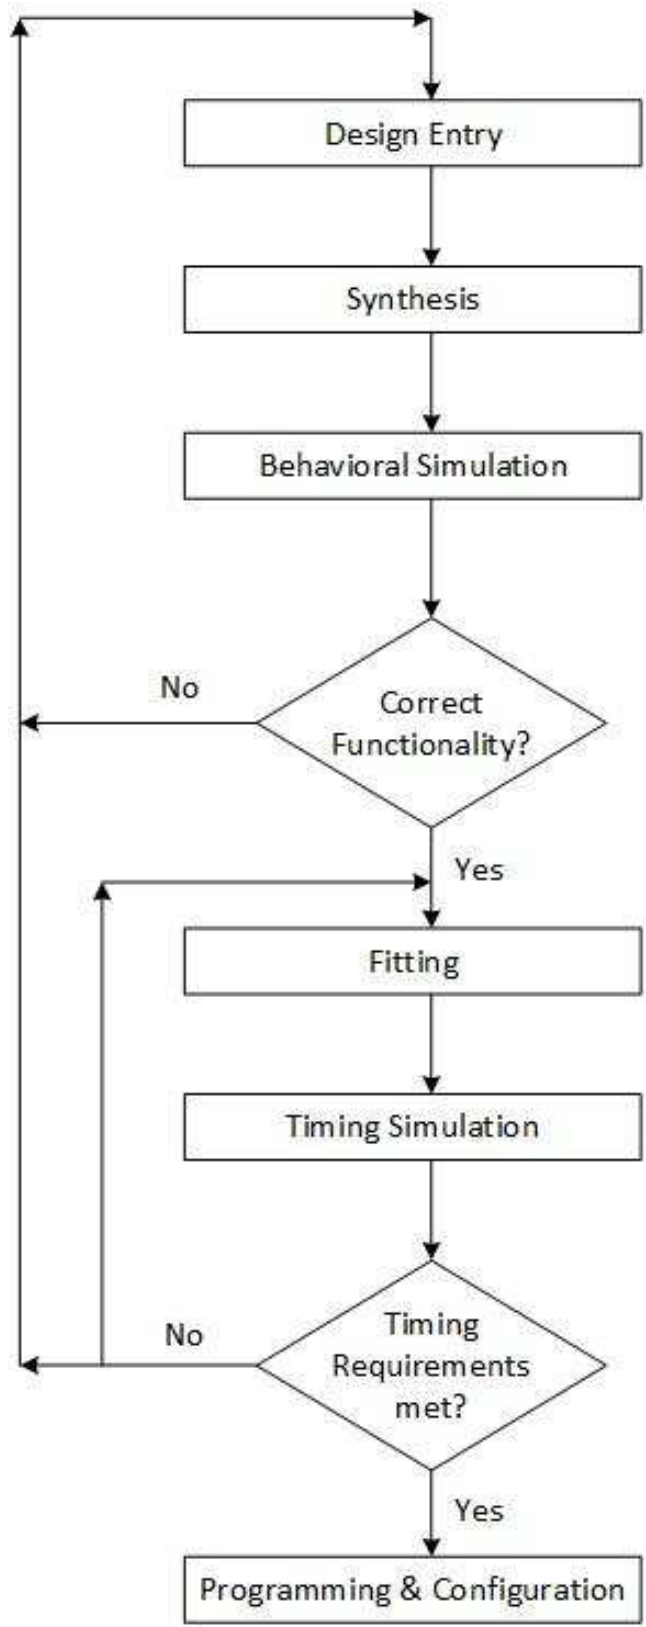 Design Entry
Synthesis
Behavioral Simulation
No
Correct
Functionality?
Yes
Fitting
Timing Simulation
No
Timing
Requirements
met?
Yes
Programming & Configuration